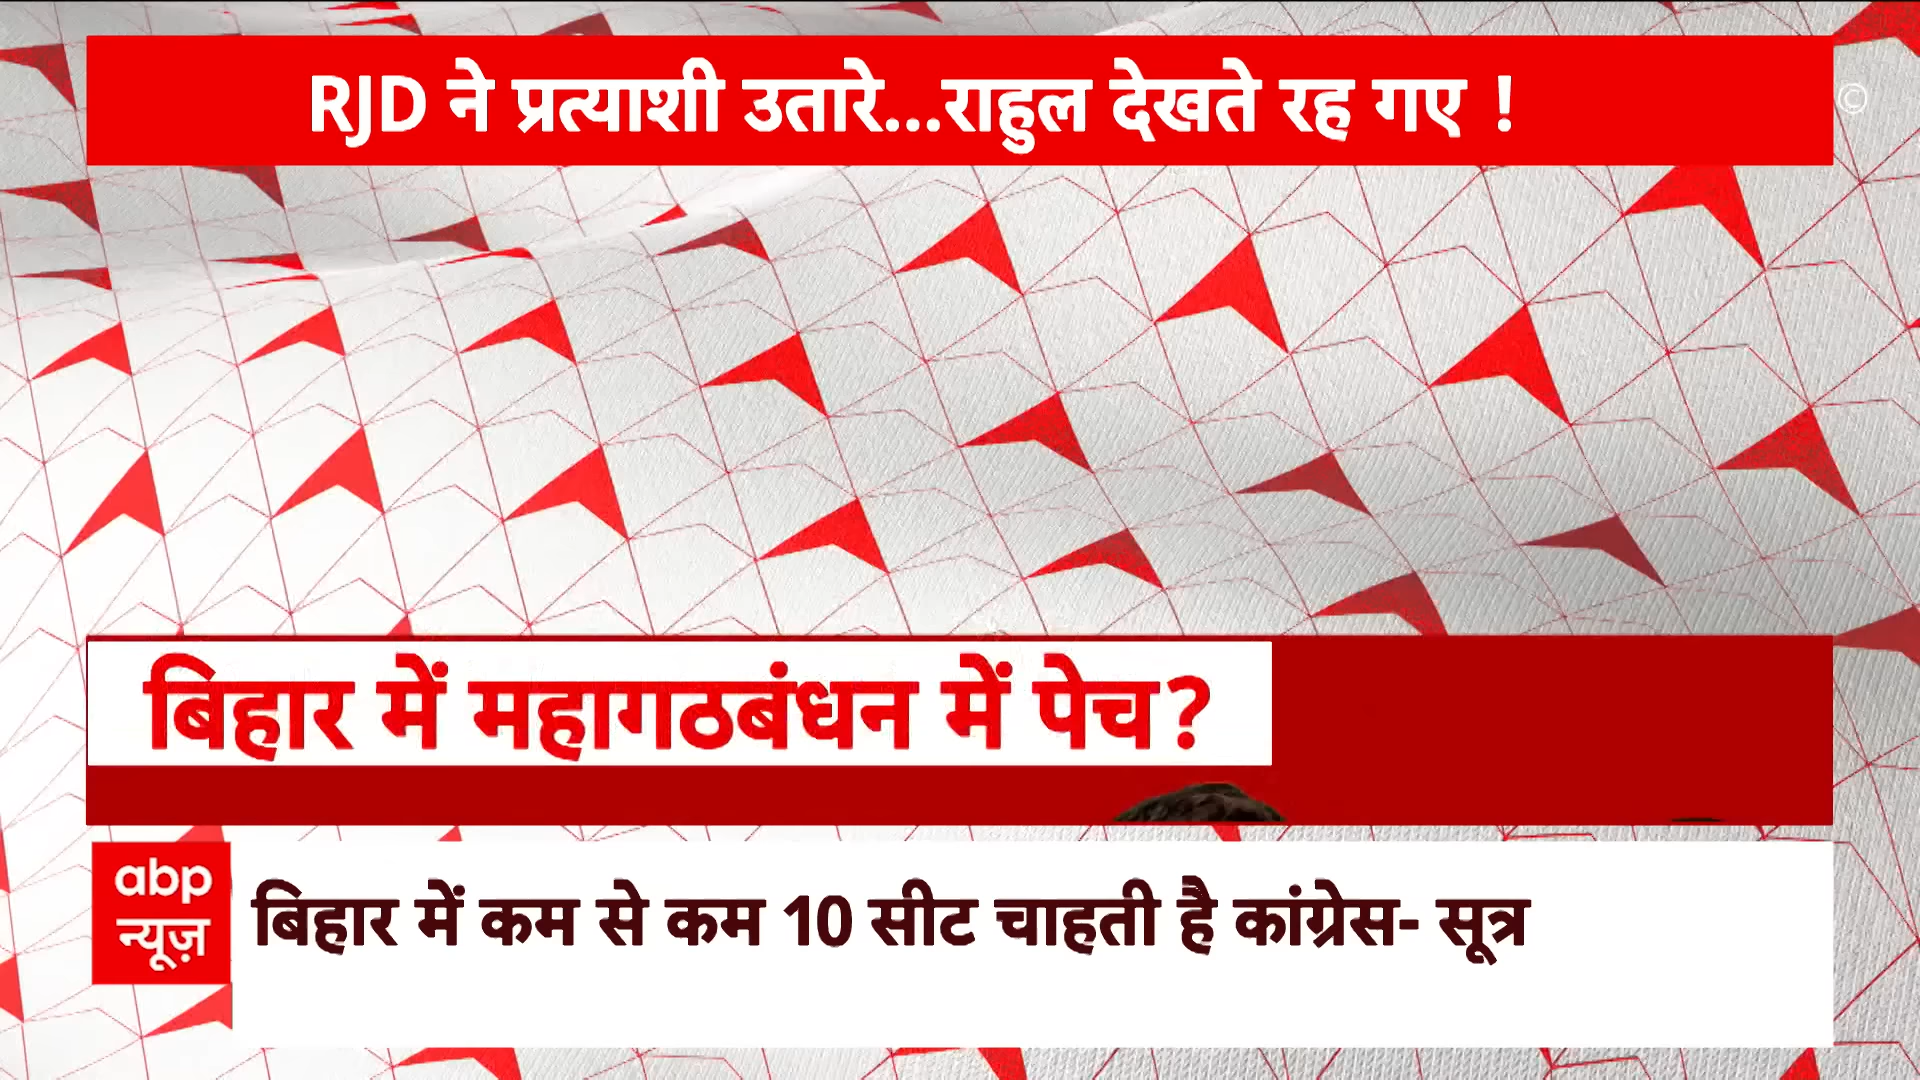 RJD ने प्रत्याशी उतारे...राहुल देखते रह गए !
©
बिहार में महागठबंधन में पेच?
abp
न्यूज़
बिहार में कम से कम 10 सीट चाहती है कांग्रेस- सूत्र